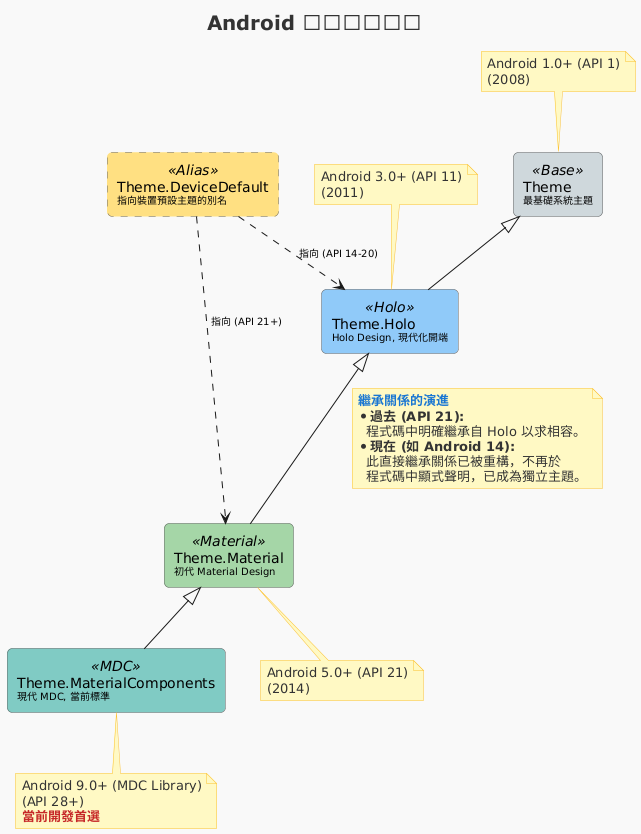 Android □□□□□□
Android 1.0+ (API 1)
(2008)
«Alias»
Theme.DeviceDefault
指向裝置預設主題的別名
Android 3.0+ (API 11)
(2011)
«Base»
Theme
最基礎系統主題
指向 (API 14-20)
«Holo»
Theme.Holo
Holo Design, 現代化開端
指向 (API 21+)
繼承關係的演進
• 過去 (API 21):
程式碼中明確繼承自 Holo 以求相容。
• 現在 (如 Android 14):
此直接繼承關係已被重構，不再於
程式碼中顯式聲明，已成為獨立主題。
«Material»
Theme.Material
初代 Material Design
«MDC»
Theme.MaterialComponents
現代 MDC, 當前標準
Android 5.0+ (API 21)
(2014)
Android 9.0+ (MDC Library)
(API 28+)
當前開發首選